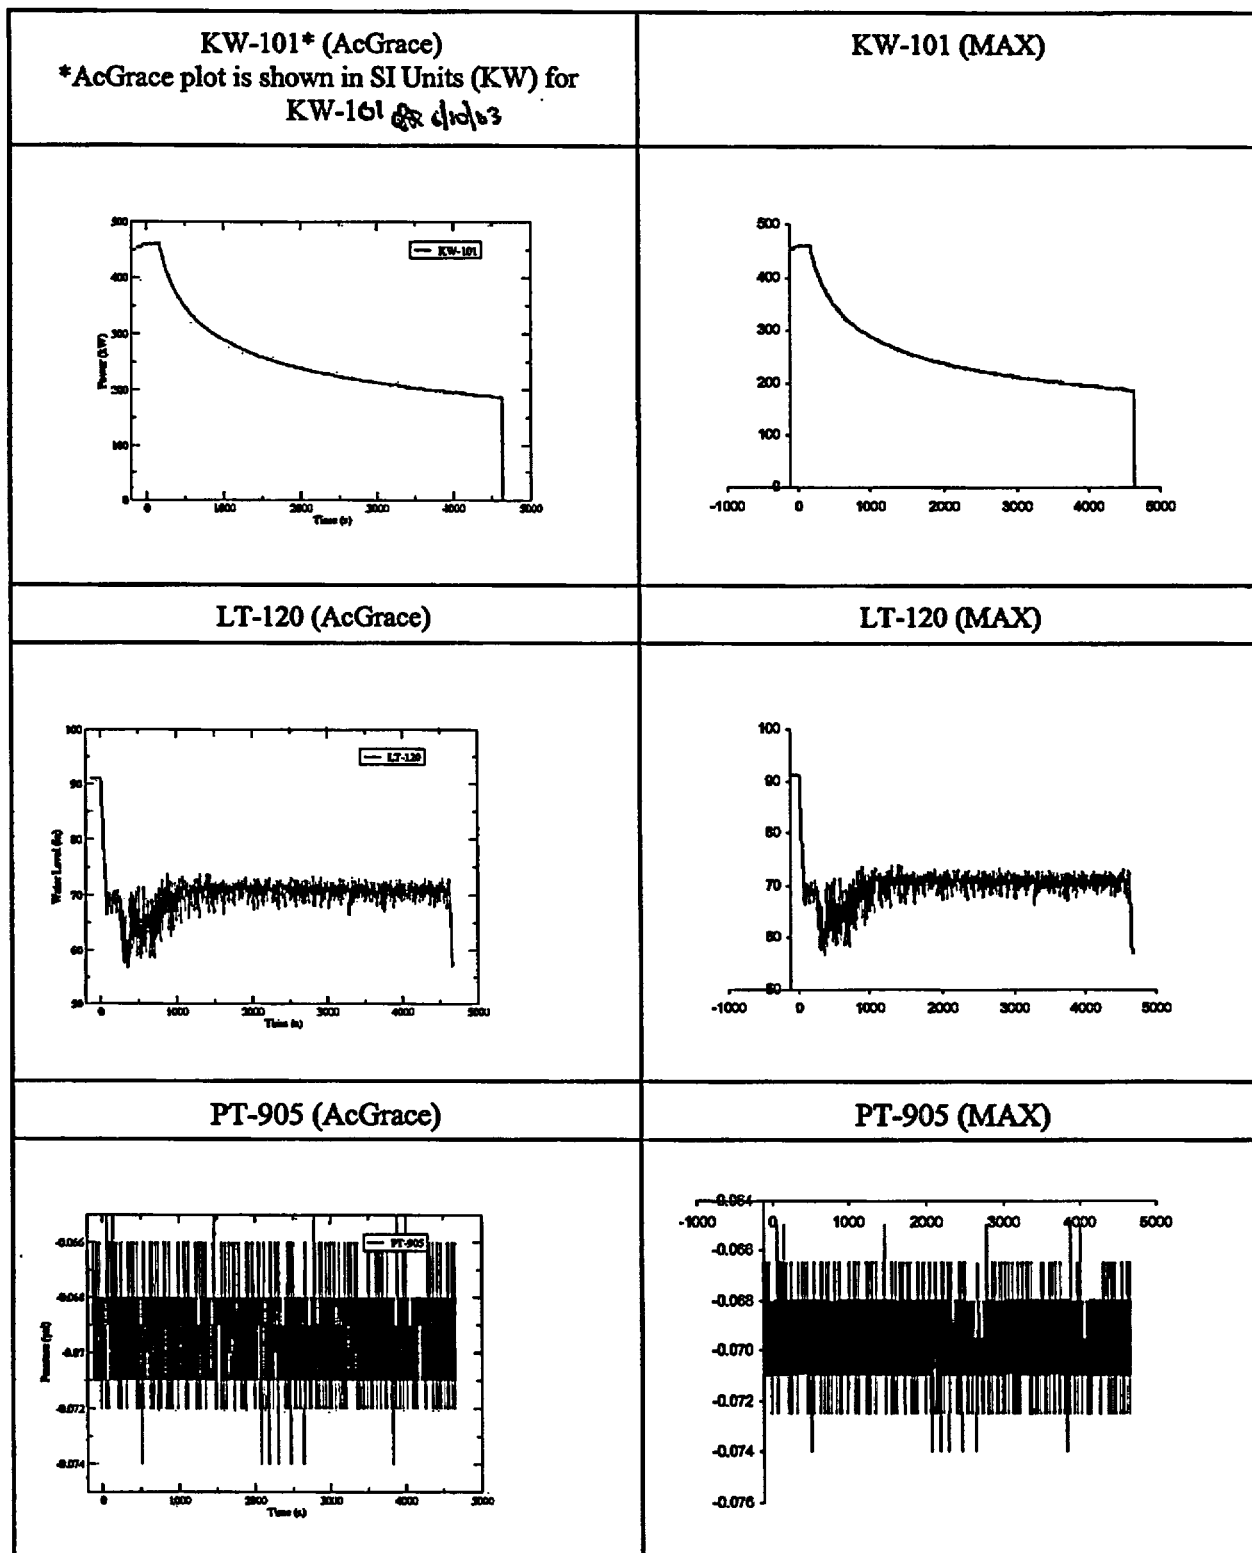 KW-101* (AcGrace)
*AcGrace plot is shown in SI Units (KW) for
KW-101 6/10/03
KW-101 (MAX)
500
400
300
200
100
0
Power (kW)
KW-101
0 1000 2000 3000 4000 5000
Time (s)
500
400
300
200
100
0
-1000 0 1000 2000 3000 4000 5000
LT-120 (AcGrace)
LT-120 (MAX)
100
90
80
70
60
50
Water Level (in)
LT-120
0 1000 2000 3000 4000 5000
Time (s)
100
90
80
70
60
50
-1000 0 1000 2000 3000 4000 5000
PT-905 (AcGrace)
PT-905 (MAX)
-0.066
-0.068
-0.07
-0.072
-0.074
Pressure (psi)
PT-905
0 1000 2000 3000 4000 5000
Time (s)
-0.064
-1000 0 1000 2000 3000 4000 5000
-0.066
-0.068
-0.070
-0.072
-0.074
-0.076